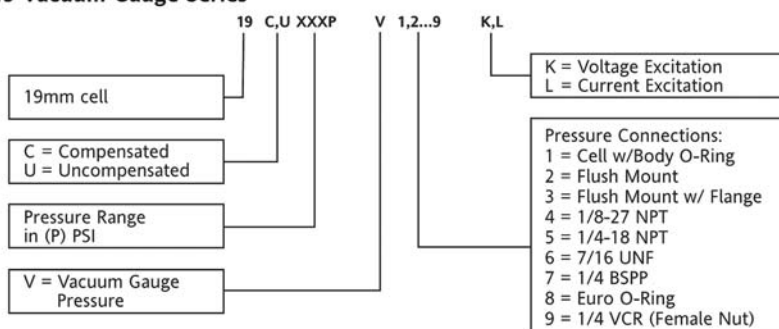 Vacuum Gauge Series
19 C,U XXXP V 1,2...9 K,L
19mm cell
C = Compensated
U = Uncompensated
Pressure Range
in (P) PSI
V = Vacuum Gauge
Pressure
K = Voltage Excitation
L = Current Excitation
Pressure Connections:
1 = Cell w/Body O-Ring
2 = Flush Mount
3 = Flush Mount w/ Flange
4 = 1/8-27 NPT
5 = 1/4-18 NPT
6 = 7/16 UNF
7 = 1/4 BSPP
8 = Euro O-Ring
9 = 1/4 VCR (Female Nut)